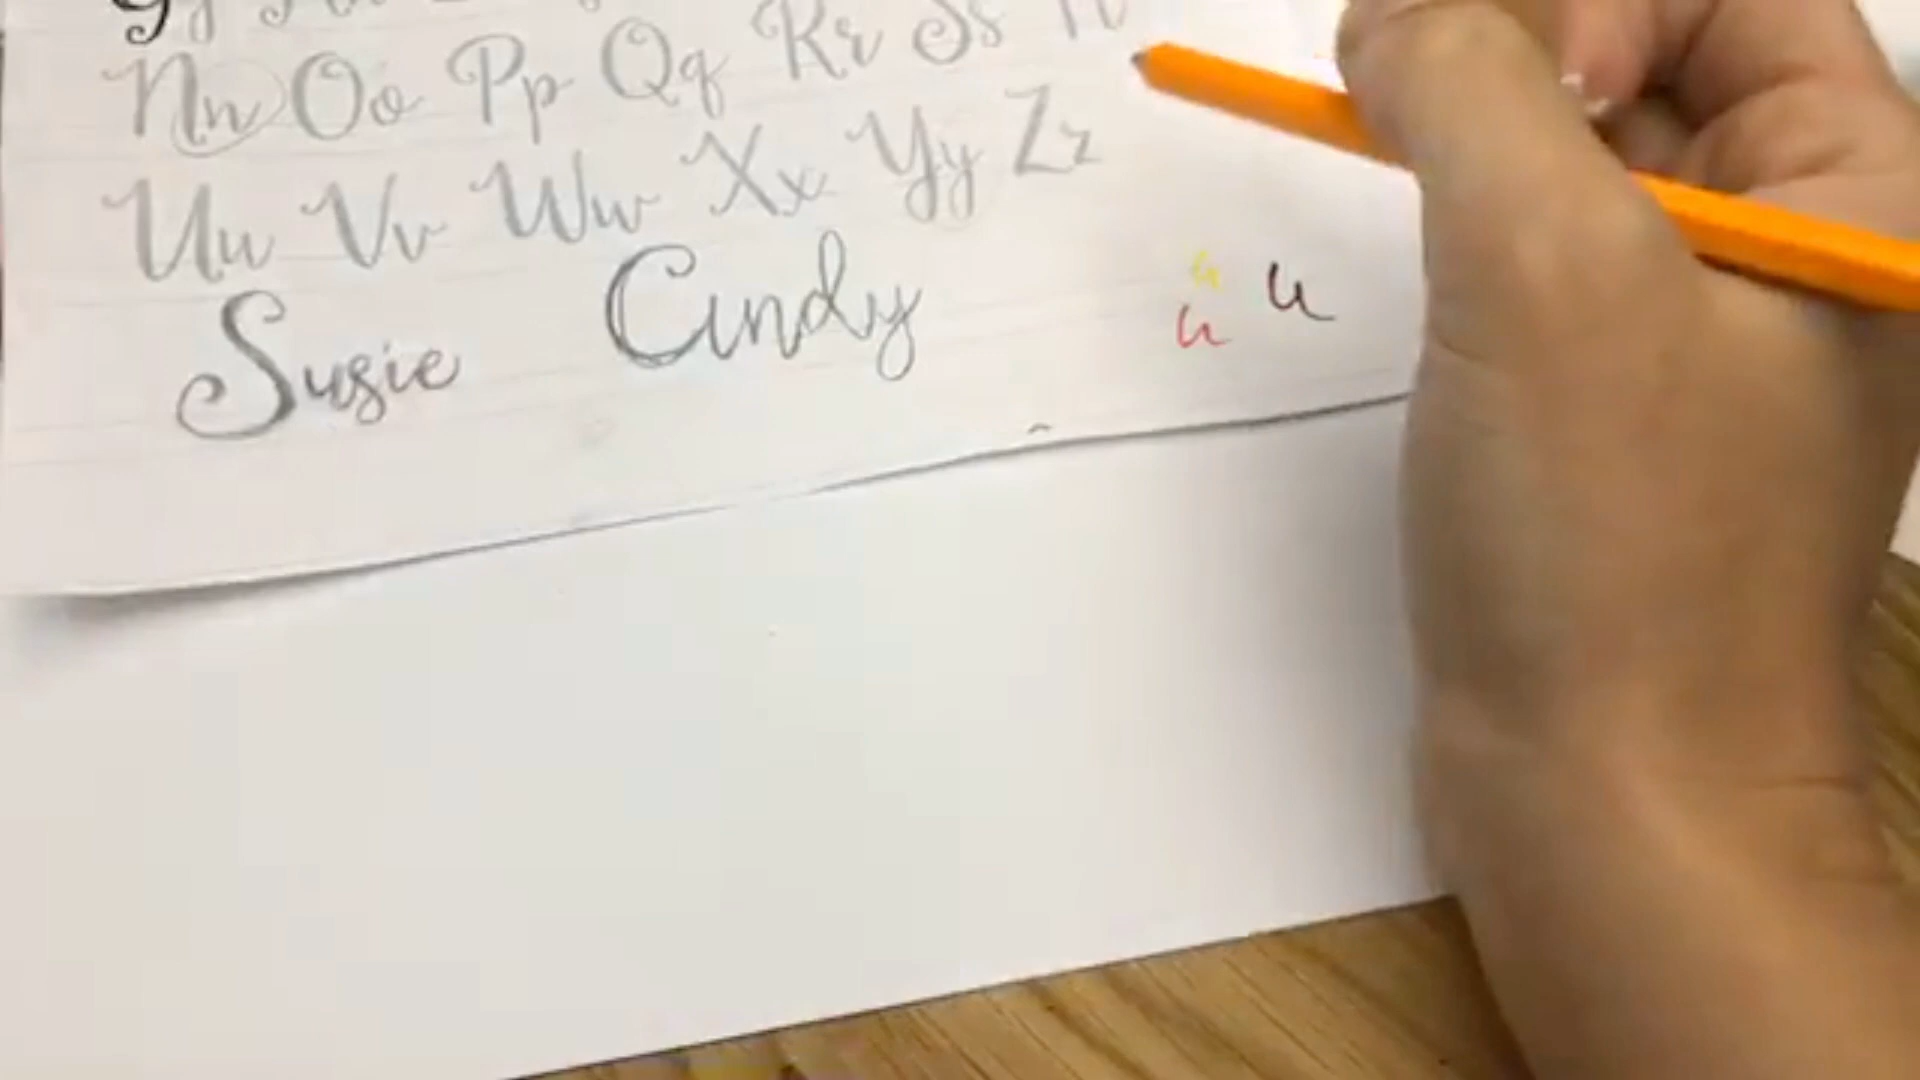 Nn Oo Pp Qq Rr Ss
Uu Vv Ww Xx Yy Zz
Susie Cindy
u
u u